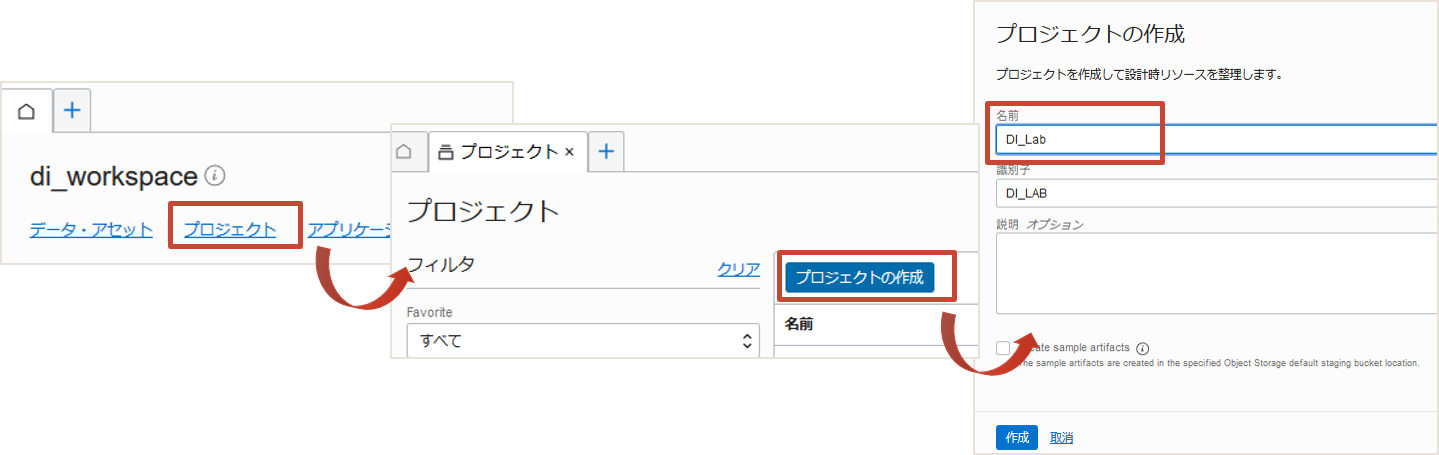 di_workspace
データ・アセット プロジェクト アプリケー
プロジェクト ×
プロジェクト
フィルタ クリア
Favorite
すべて
プロジェクトの作成
名前
プロジェクトの作成
プロジェクトを作成して設計時リソースを整理します。
名前
DI_Lab
識別子
DI_LAB
説明 オプション
sample artifacts
The sample artifacts are created in the specified Object Storage default staging bucket location.
作成 取消